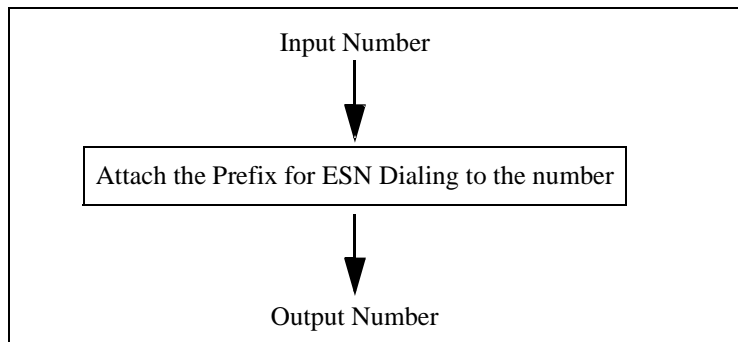 Input Number
Attach the Prefix for ESN Dialing to the number
Output Number